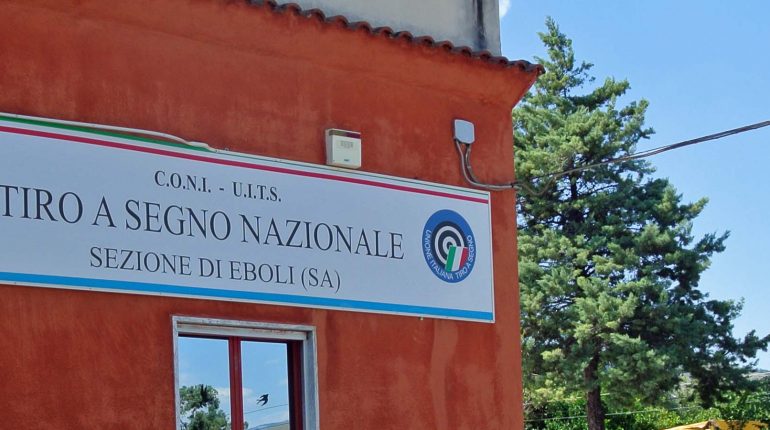 C.O.N.I. - U.I.T.S.
TIRO A SEGNO NAZIONALE
SEZIONE DI EBOLI (SA)
UNIONE ITALIANA TIRO A SEGNO